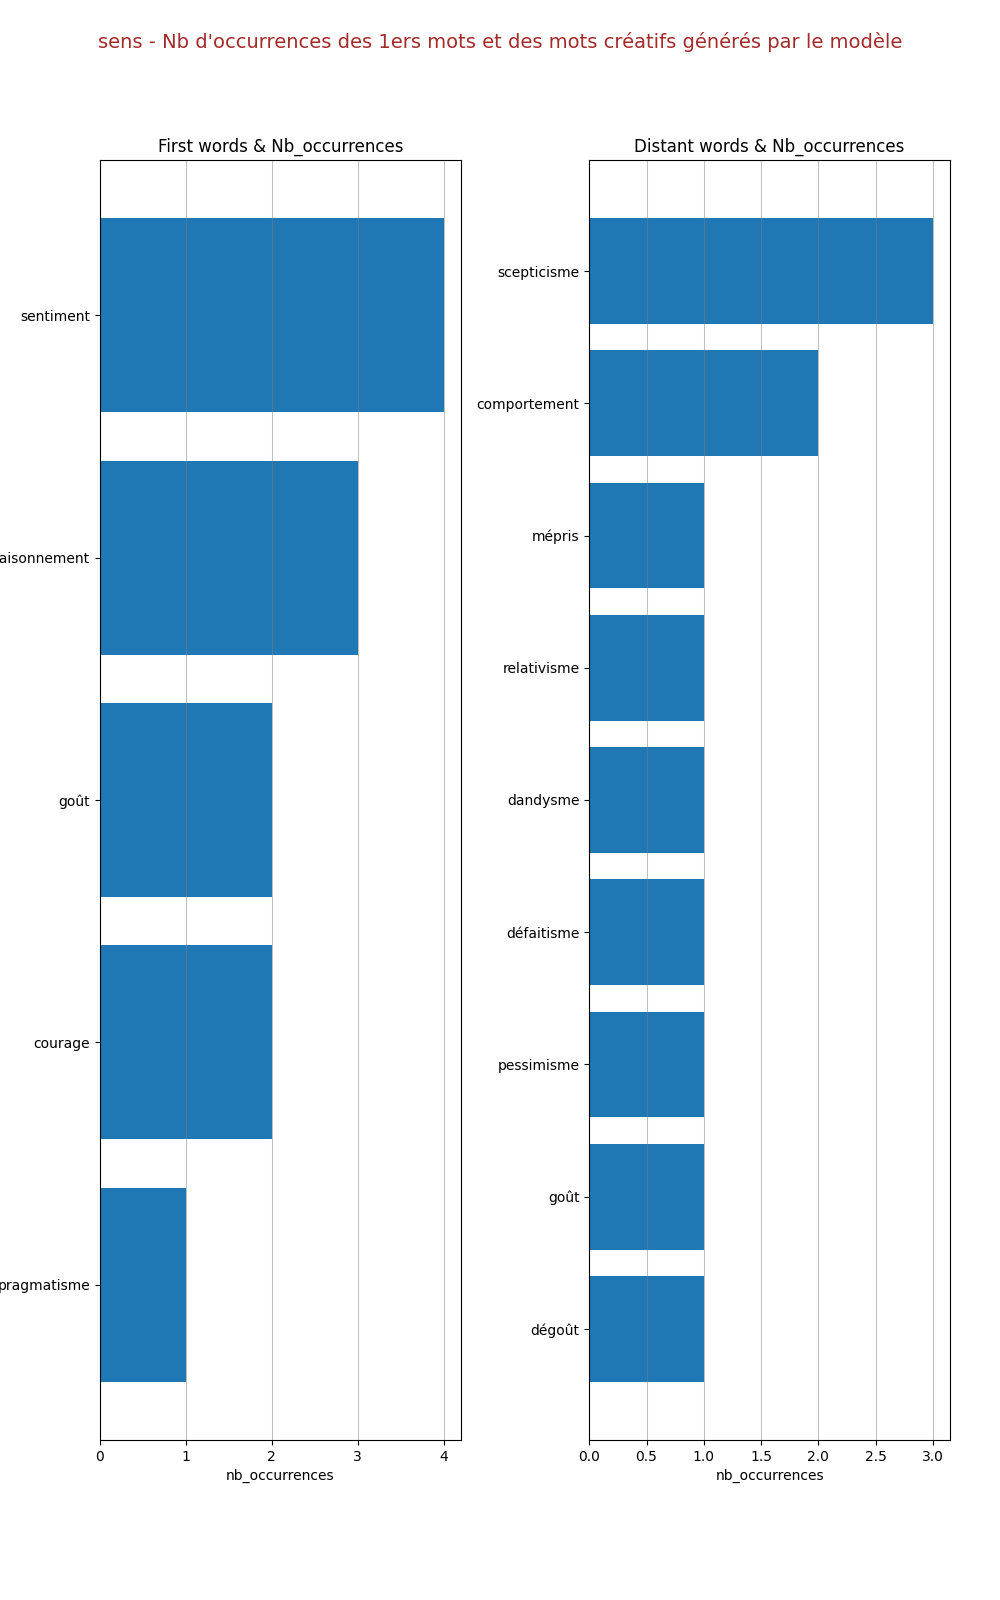 sens - Nb d'occurrences des 1ers mots et des mots créatifs générés par le modèle
First words & Nb_occurrences
sentiment
aisonnement
goût
courage
pragmatisme
0 1 2 3 4
nb_occurrences
Distant words & Nb_occurrences
scepticisme
comportement
mépris
relativisme
dandysme
défaitisme
pessimisme
goût
dégoût
0.0 0.5 1.0 1.5 2.0 2.5 3.0
nb_occurrences